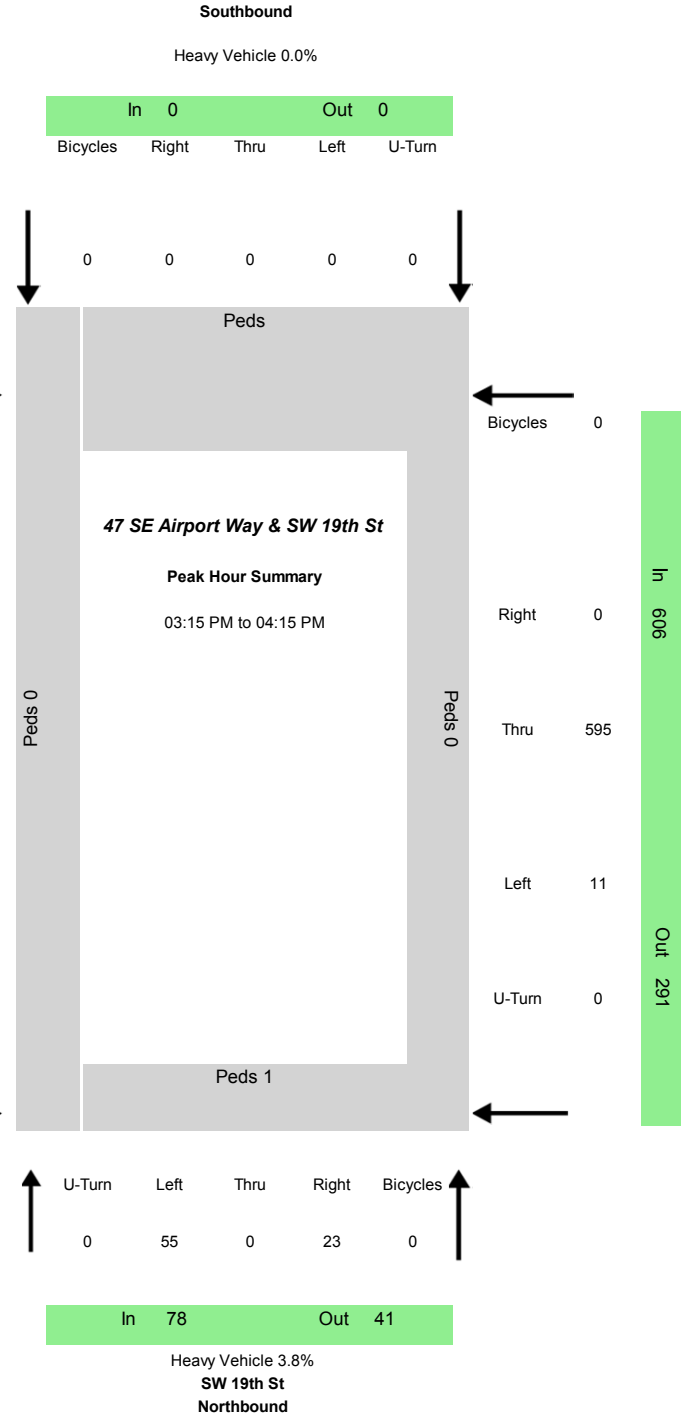 Southbound
Heavy Vehicle 0.0%
In 0 Out 0
Bicycles Right Thru Left U-Turn
0 0 0 0 0
Peds
Bicycles 0
47 SE Airport Way & SW 19th St
Peak Hour Summary
03:15 PM to 04:15 PM
Right 0
In 606
Peds 0
Peds 0
Thru 595
Left 11
Out 291
U-Turn 0
Peds 1
U-Turn Left Thru Right Bicycles
0 55 0 23 0
In 78 Out 41
Heavy Vehicle 3.8%
SW 19th St
Northbound